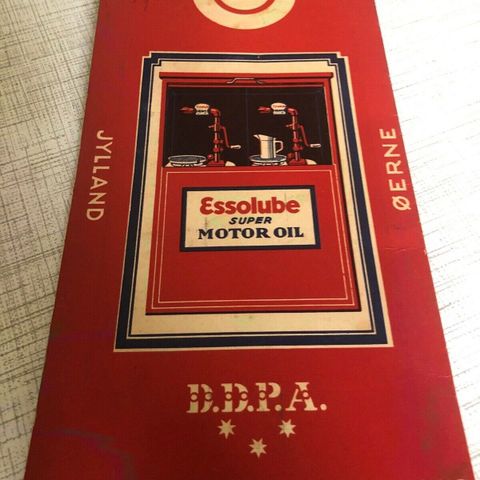 JYLLAND
ØERNE
Essolube
SUPER
MOTOR OIL
D.D.P.A.